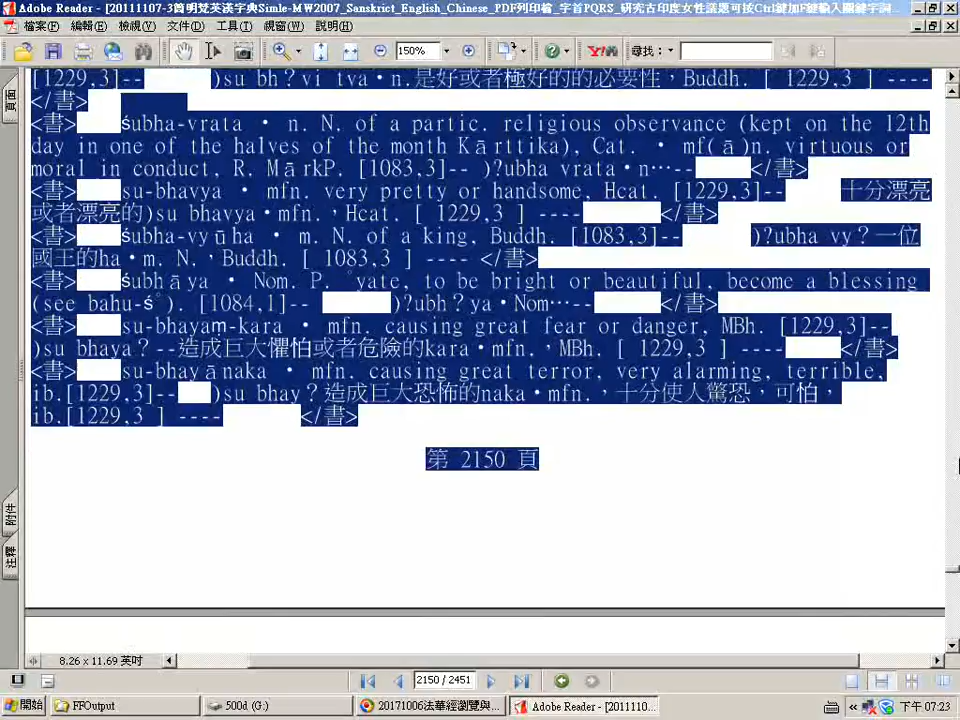 Adobe Reader - [20111107-3簡明梵英漢字典Simle-MW2007_Sanskrict_English_Chinese_PDF列印檔_字首PQRS_研究古印度女性議題可按Ctrl鍵加F鍵輸入關鍵字詞
檔案(F) 編輯(E) 檢視(V) 文件(D) 工具(T) 視窗(W) 說明(H)
150% 尋找：
頁面
[1229,3]-- )su bh？vi tva‧n.是好或者極好的的必要性，Buddh. [ 1229,3 ] ----
</書>
<書> śubha-vrata ‧ n. N. of a partic. religious observance (kept on the 12th
day in one of the halves of the month Kārttika), Cat. ‧ mf(ā)n. virtuous or
moral in conduct, R. MārkP. [1083,3]-- )?ubha vrata‧n… </書>
<書> su-bhavya ‧ mfn. very pretty or handsome, Hcat. [1229,3]-- 十分漂亮
或者漂亮的)su bhavya‧mfn.，Hcat. [ 1229,3 ] ---- </書>
<書> śubha-vyūha ‧ m. N. of a king, Buddh. [1083,3]-- )?ubha vy？一位
國王的ha‧m. N.，Buddh. [ 1083,3 ] ---- </書>
<書> śubhāya ‧ Nom. P. °yate, to be bright or beautiful, become a blessing
(see bahu-ś°). [1084,1]-- )?ubh？ya‧Nom…-- </書>
<書> su-bhayaṃ-kara ‧ mfn. causing great fear or danger, MBh. [1229,3]--
)su bhaya？--造成巨大懼怕或者危險的kara‧mfn.，MBh. [ 1229,3 ] ---- </書>
<書> su-bhayānaka ‧ mfn. causing great terror, very alarming, terrible,
ib.[1229,3]-- )su bhay？造成巨大恐怖的naka‧mfn.，十分使人驚恐，可怕，
ib.[1229,3 ] ---- </書>
第 2150 頁
附件
注釋
8.26 x 11.69 英吋
2150 / 2451
開始 FFOutput 500d (G:) 20171006法華經瀏覽與... Adobe Reader - [2011110... 下午 07:23